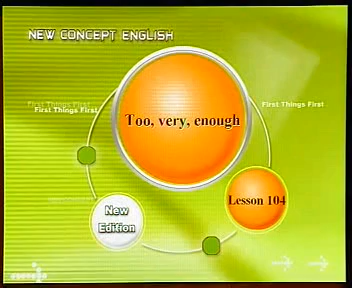 NEW CONCEPT ENGLISH
First Things First
First Things First
First Things First
Too, very, enough
Lesson 104
New
Edition